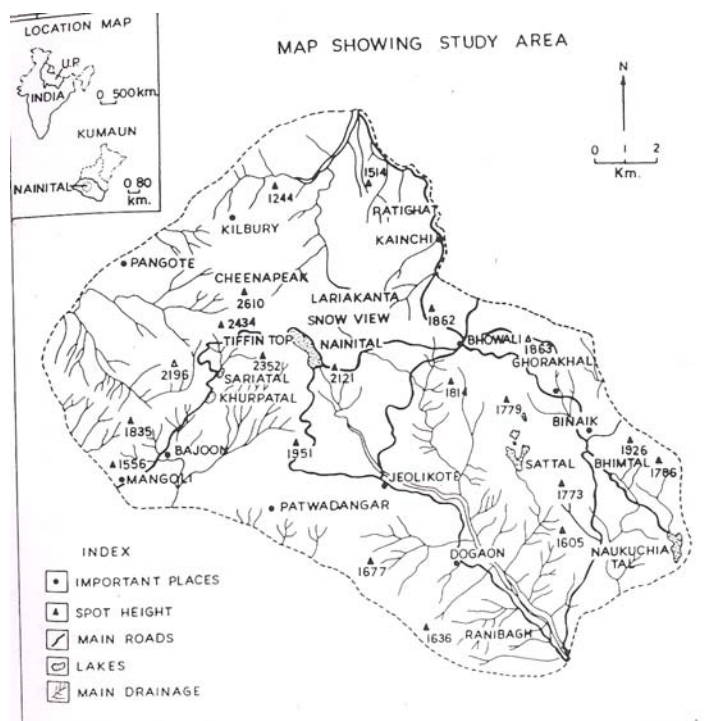 LOCATION MAP
U.P.
INDIA
0 500 km.
KUMAUN
NAINITAL
0 80
km.
MAP SHOWING STUDY AREA
N
0 1 2
Km.
1514
1244
RATIGHAT
KILBURY
KAINCHI
PANGOTE
CHEENAPEAK
2610
LARIAKANTA
SNOW VIEW
1862
2434
TIFFIN TOP
NAINITAL
BHOWALI
1863
GHORAKHAL
2352
2196
SARIATAL
2121
KHURPATAL
1814
1779
1835
BINAIK
1951
1926
BAJOON
1556
SATTAL
BHIMTAL
1786
MANGOLI
JEOLIKOTE
1773
PATWADANGAR
1605
NAUKUCHIA
TAL
DOGAON
1677
1636
RANIBAGH
INDEX
IMPORTANT PLACES
SPOT HEIGHT
MAIN ROADS
LAKES
MAIN DRAINAGE